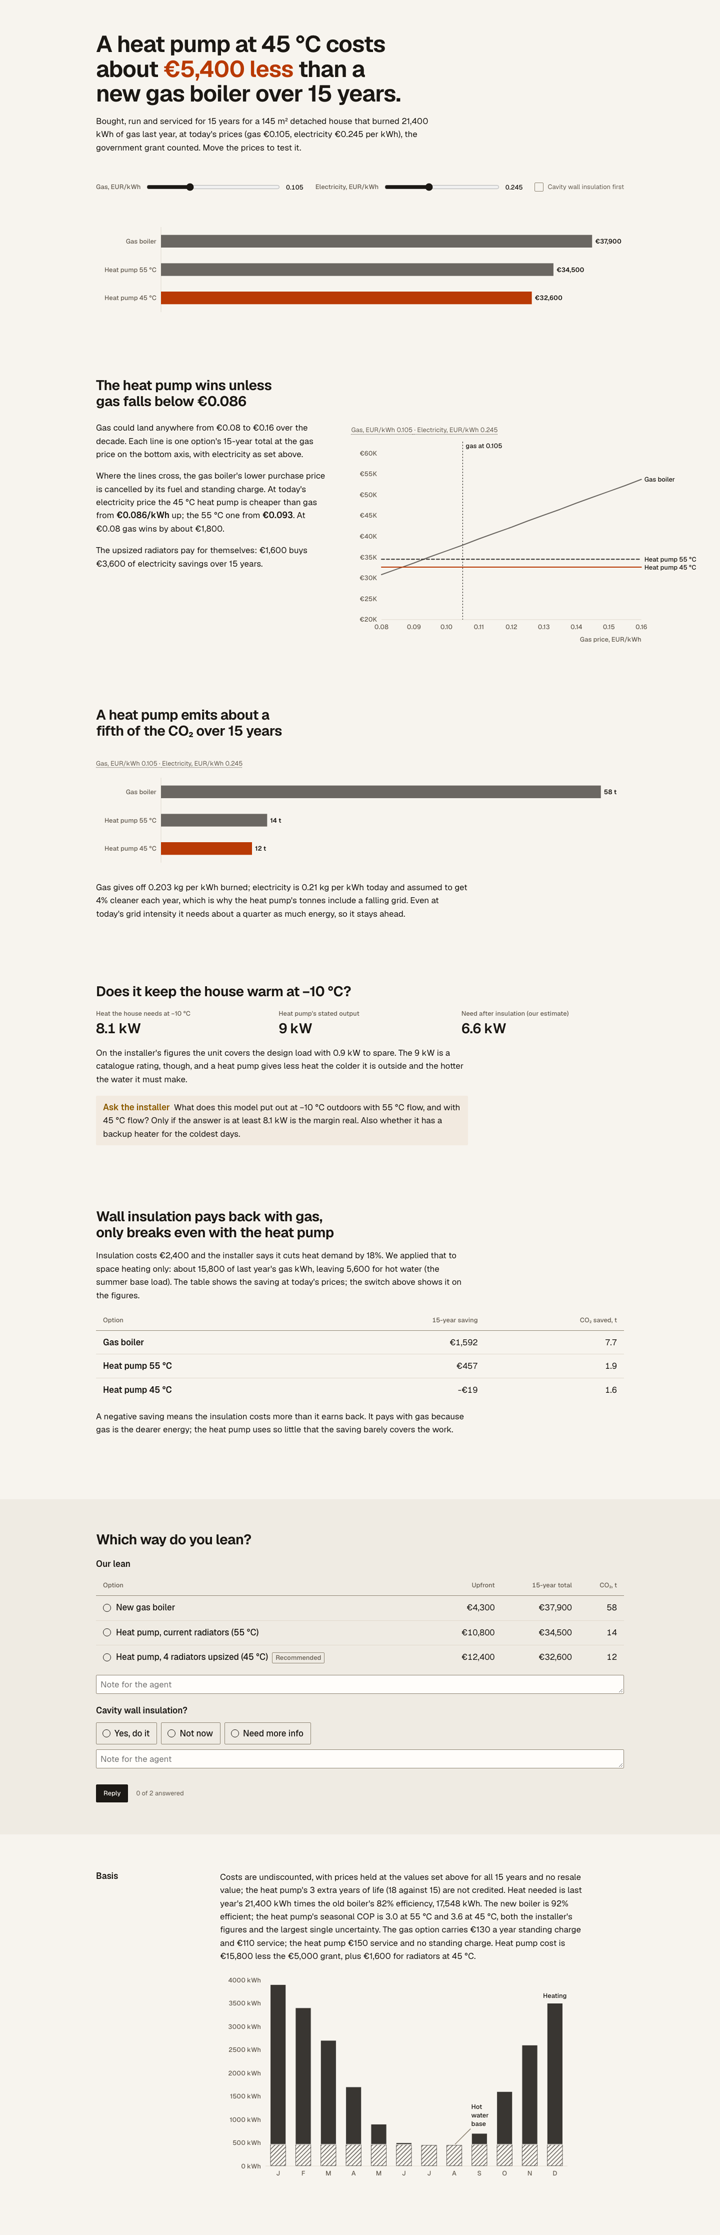 A heat pump at 45 °C costs
about €5,400 less than a
new gas boiler over 15 years.
Bought, run and serviced for 15 years for a 145 m² detached house that burned 21,400
kWh of gas last year, at today's prices (gas €0.105, electricity €0.245 per kWh), the
government grant counted. Move the prices to test it.
Gas, EUR/kWh 0.105 Electricity, EUR/kWh 0.245 Cavity wall insulation first
Gas boiler €37,900
Heat pump 55 °C €34,500
Heat pump 45 °C €32,600
The heat pump wins unless
gas falls below €0.086
Gas could land anywhere from €0.08 to €0.16 over the
decade. Each line is one option's 15-year total at the gas
price on the bottom axis, with electricity as set above.
Where the lines cross, the gas boiler's lower purchase price
is cancelled by its fuel and standing charge. At today's
electricity price the 45 °C heat pump is cheaper than gas
from €0.086/kWh up; the 55 °C one from €0.093. At
€0.08 gas wins by about €1,800.
The upsized radiators pay for themselves: €1,600 buys
€3,600 of electricity savings over 15 years.
Gas, EUR/kWh 0.105 · Electricity, EUR/kWh 0.245
gas at 0.105
€60K
€55K
€50K
€45K
€40K
€35K
€30K
€25K
€20K
Gas boiler
Heat pump 55 °C
Heat pump 45 °C
0.08 0.09 0.10 0.11 0.12 0.13 0.14 0.15 0.16
Gas price, EUR/kWh
A heat pump emits about a
fifth of the CO₂ over 15 years
Gas, EUR/kWh 0.105 · Electricity, EUR/kWh 0.245
Gas boiler 58 t
Heat pump 55 °C 14 t
Heat pump 45 °C 12 t
Gas gives off 0.203 kg per kWh burned; electricity is 0.21 kg per kWh today and assumed to get
4% cleaner each year, which is why the heat pump's tonnes include a falling grid. Even at
today's grid intensity it needs about a quarter as much energy, so it stays ahead.
Does it keep the house warm at −10 °C?
Heat the house needs at −10 °C
8.1 kW
Heat pump's stated output
9 kW
Need after insulation (our estimate)
6.6 kW
On the installer's figures the unit covers the design load with 0.9 kW to spare. The 9 kW is a
catalogue rating, though, and a heat pump gives less heat the colder it is outside and the hotter
the water it must make.
Ask the installer What does this model put out at −10 °C outdoors with 55 °C flow, and with
45 °C flow? Only if the answer is at least 8.1 kW is the margin real. Also whether it has a
backup heater for the coldest days.
Wall insulation pays back with gas,
only breaks even with the heat pump
Insulation costs €2,400 and the installer says it cuts heat demand by 18%. We applied that to
space heating only: about 15,800 of last year's gas kWh, leaving 5,600 for hot water (the
summer base load). The table shows the saving at today's prices; the switch above shows it on
the figures.
Option 15-year saving CO₂ saved, t
Gas boiler €1,592 7.7
Heat pump 55 °C €457 1.9
Heat pump 45 °C -€19 1.6
A negative saving means the insulation costs more than it earns back. It pays with gas because
gas is the dearer energy; the heat pump uses so little that the saving barely covers the work.
Which way do you lean?
Our lean
Option Upfront 15-year total CO₂, t
New gas boiler €4,300 €37,900 58
Heat pump, current radiators (55 °C) €10,800 €34,500 14
Heat pump, 4 radiators upsized (45 °C) Recommended €12,400 €32,600 12
Note for the agent
Cavity wall insulation?
Yes, do it Not now Need more info
Note for the agent
Reply 0 of 2 answered
Basis
Costs are undiscounted, with prices held at the values set above for all 15 years and no resale
value; the heat pump's 3 extra years of life (18 against 15) are not credited. Heat needed is last
year's 21,400 kWh times the old boiler's 82% efficiency, 17,548 kWh. The new boiler is 92%
efficient; the heat pump's seasonal COP is 3.0 at 55 °C and 3.6 at 45 °C, both the installer's
figures and the largest single uncertainty. The gas option carries €130 a year standing charge
and €110 service; the heat pump €150 service and no standing charge. Heat pump cost is
€15,800 less the €5,000 grant, plus €1,600 for radiators at 45 °C.
4000 kWh
3500 kWh
3000 kWh
2500 kWh
2000 kWh
1500 kWh
1000 kWh
500 kWh
0 kWh
Heating
Hot
water
base
J F M A M J J A S O N D